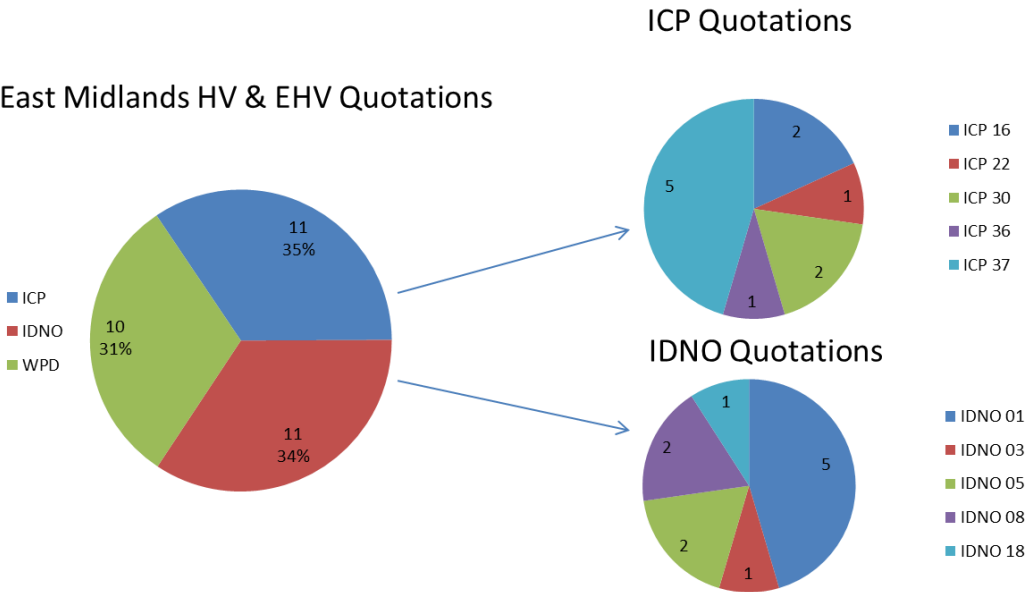 East Midlands HV & EHV Quotations
ICP
IDNO
WPD
11
35%
10
31%
11
34%
ICP Quotations
2
1
2
1
5
ICP 16
ICP 22
ICP 30
ICP 36
ICP 37
IDNO Quotations
5
1
2
2
1
IDNO 01
IDNO 03
IDNO 05
IDNO 08
IDNO 18